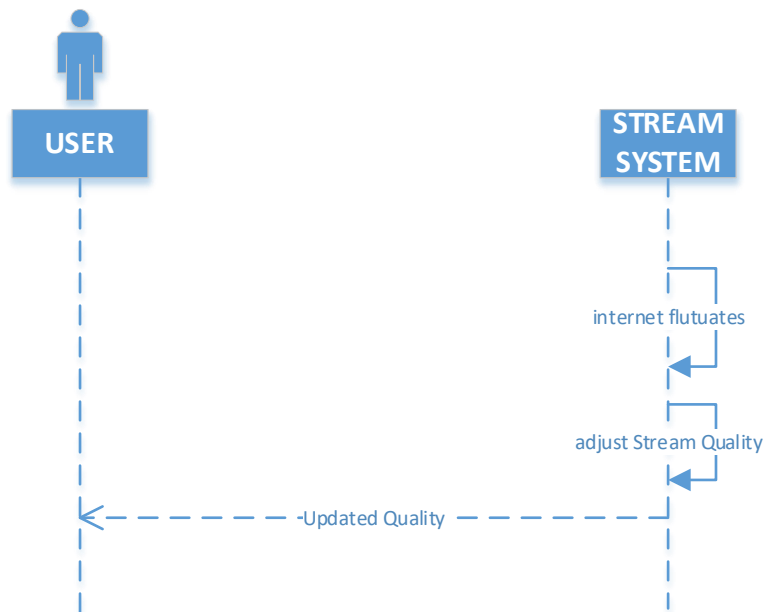 USER
STREAM
SYSTEM
internet flutuates
adjust Stream Quality
Updated Quality